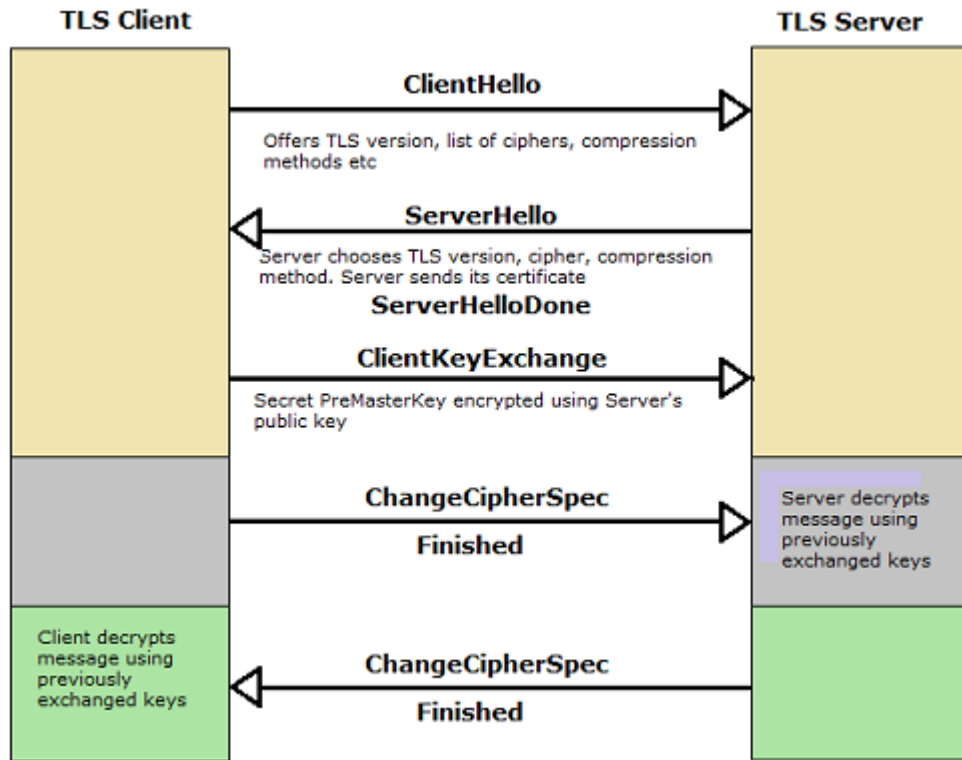 TLS Client
TLS Server
ClientHello
Offers TLS version, list of ciphers, compression
methods etc
ServerHello
Server chooses TLS version, cipher, compression
method. Server sends its certificate
ServerHelloDone
ClientKeyExchange
Secret PreMasterKey encrypted using Server's
public key
ChangeCipherSpec
Finished
Server decrypts
message using
previously
exchanged keys
Client decrypts
message using
previously
exchanged keys
ChangeCipherSpec
Finished